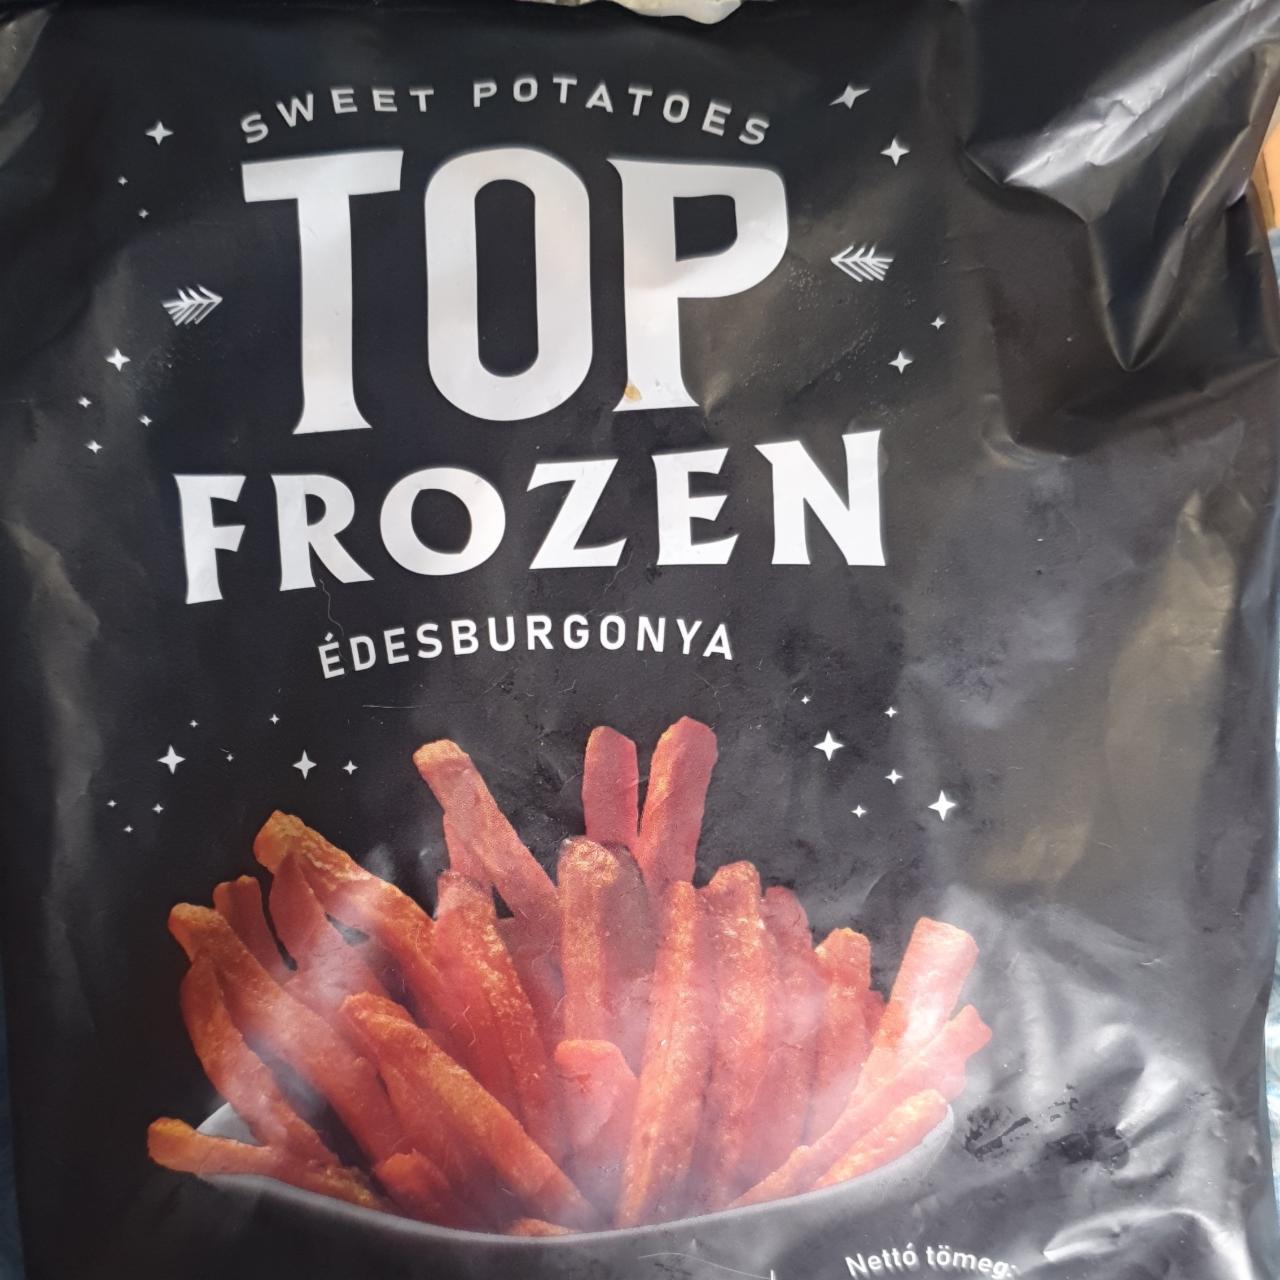 SWEET POTATOES
TOP
FROZEN
ÉDESBURGONYA
Nettó tömeg: